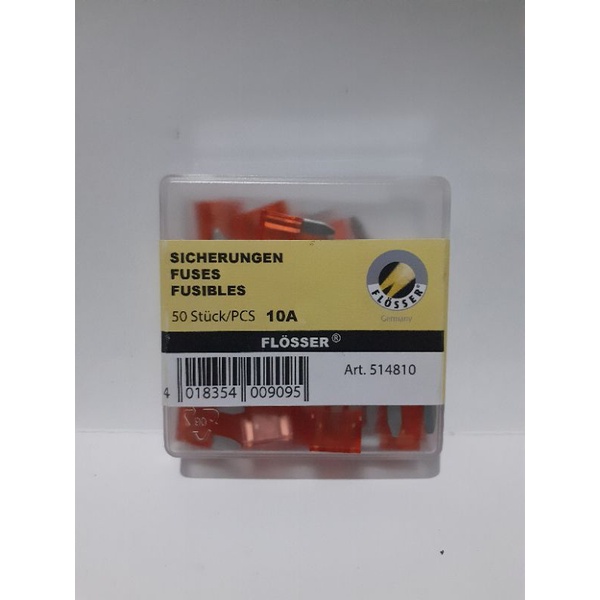 SICHERUNGEN
FUSES
FUSIBLES
50 Stück/PCS 10A
FLÖSSER®
Germany
FLÖSSER®
Art. 514810
4 018354 009095